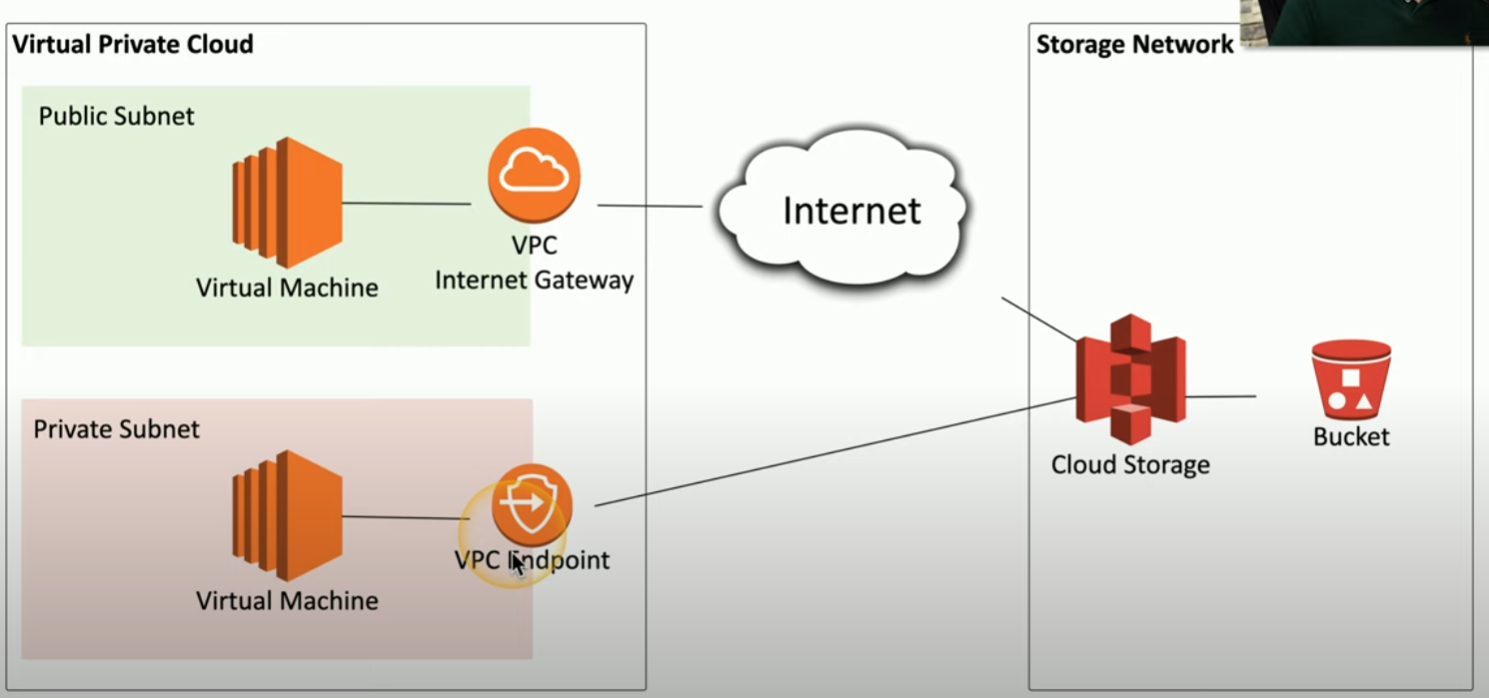 Virtual Private Cloud
Public Subnet
Virtual Machine
VPC
Internet Gateway
Internet
Private Subnet
Virtual Machine
VPC Endpoint
Storage Network
Cloud Storage
Bucket